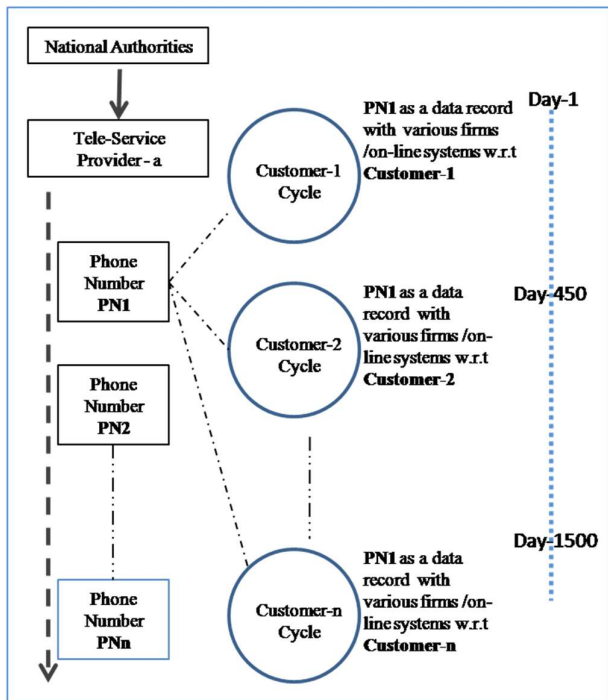 National Authorities
Tele-Service
Provider - a
Customer-1
Cycle
PN1 as a data record
with various firms
/on-line systems w.r.t
Customer-1
Day-1
Phone
Number
PN1
Customer-2
Cycle
PN1 as a data
record with
various firms /on-
line systems w.r.t
Customer-2
Day-450
Phone
Number
PN2
Phone
Number
PNn
Customer-n
Cycle
PN1 as a data
record with
various firms /on-
line systems w.r.t
Customer-n
Day-1500